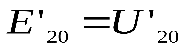 E'₂₀ = U'₂₀